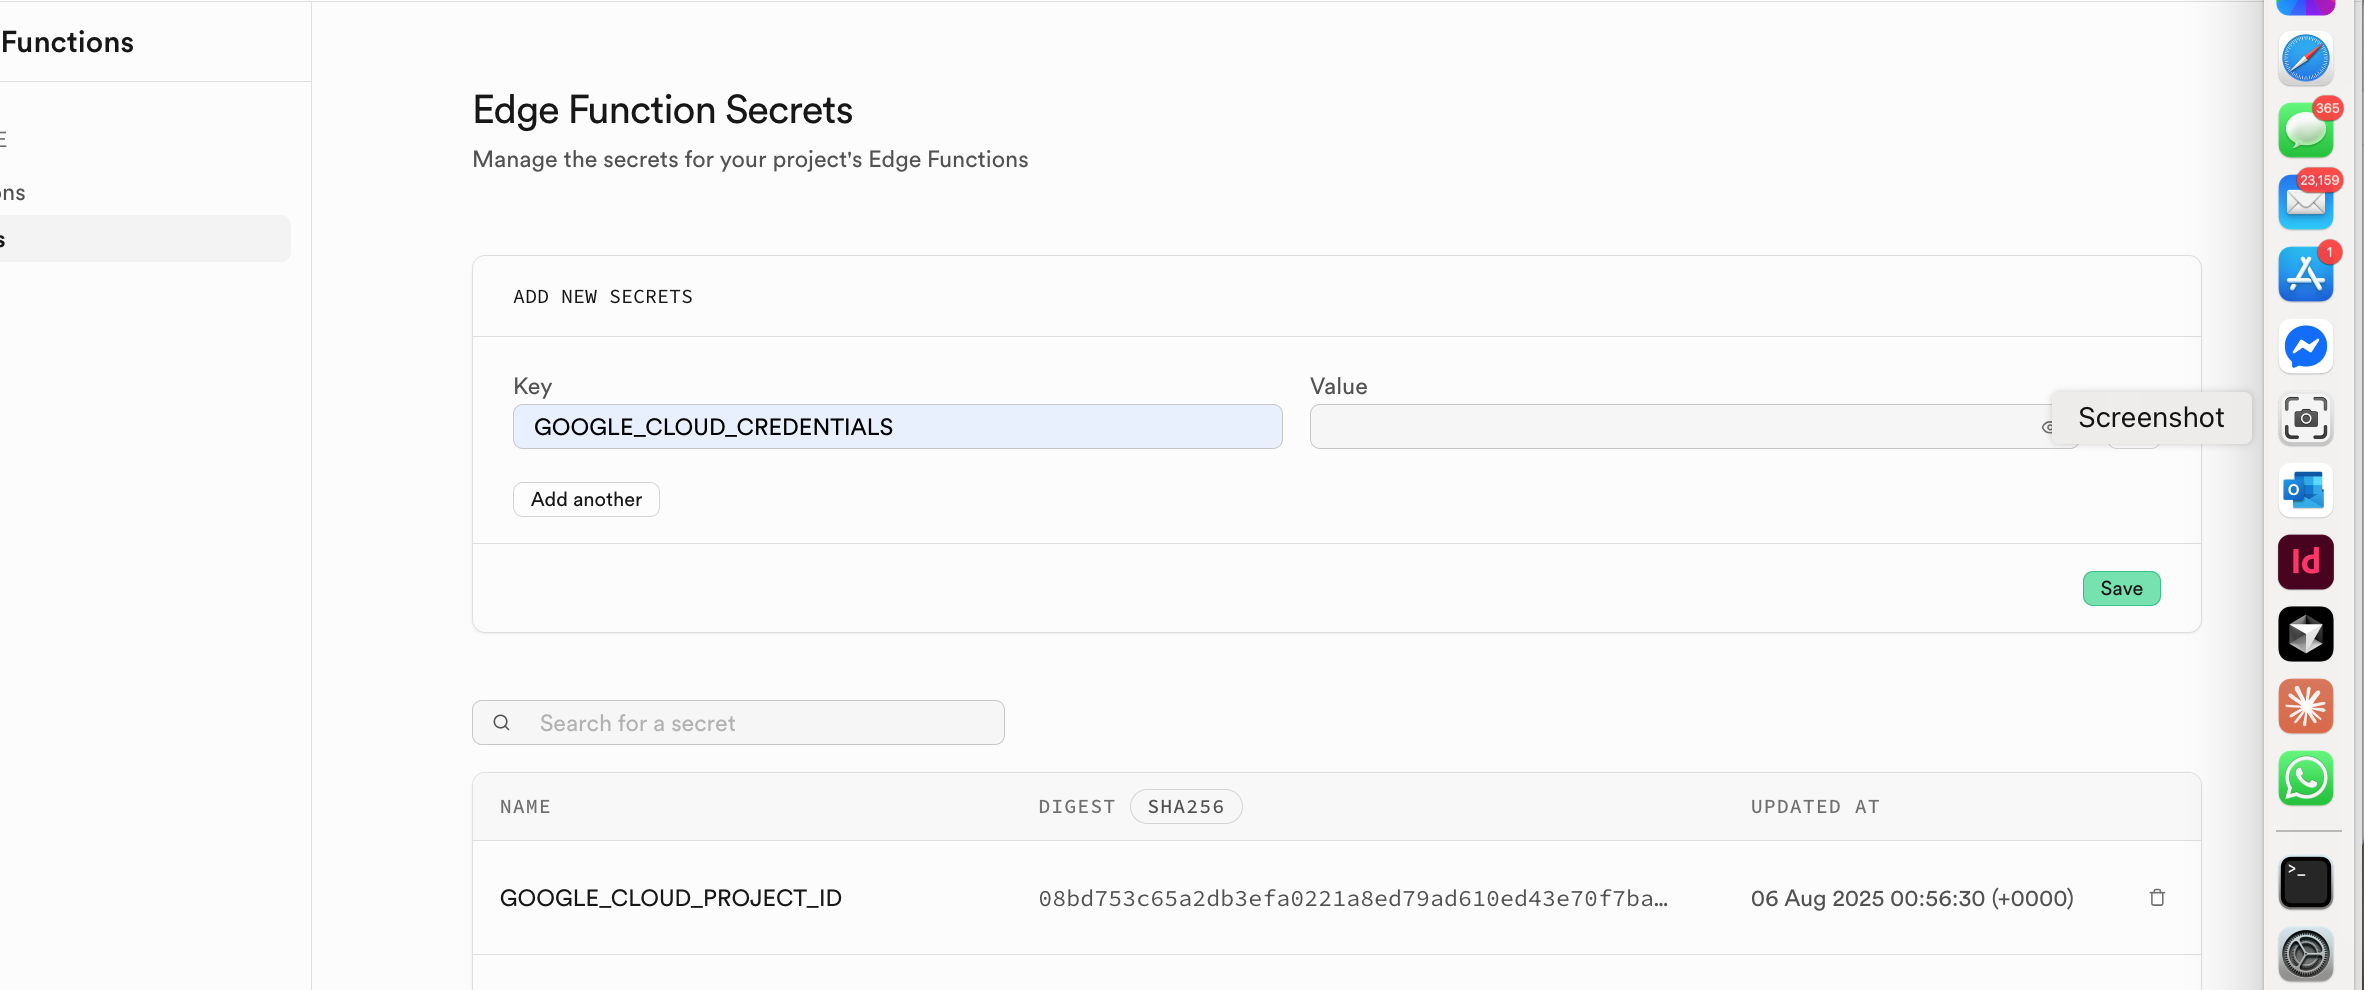 Functions
E
ons
s
Edge Function Secrets
Manage the secrets for your project's Edge Functions
ADD NEW SECRETS
Key
Value
GOOGLE_CLOUD_CREDENTIALS
Screenshot
Add another
Save
Search for a secret
NAME
DIGEST SHA256
UPDATED AT
GOOGLE_CLOUD_PROJECT_ID
08bd753c65a2db3efa0221a8ed79ad610ed43e70f7ba…
06 Aug 2025 00:56:30 (+0000)
365
23,159
1
O
Id
>_